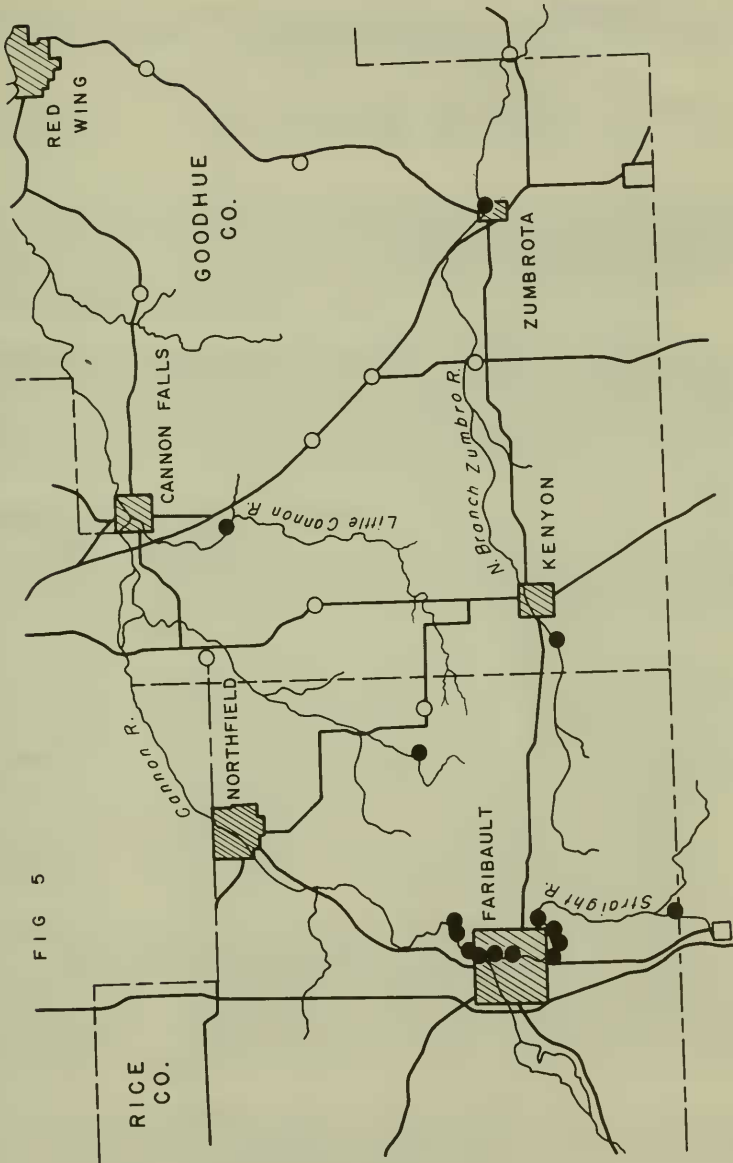 FIG 5
RICE
CO.
NORTHFIELD
Cannon R.
CANNON FALLS
RED
WING
GOODHUE
CO.
Little Cannon R.
N. Branch Zumbro R.
ZUMBROTA
KENYON
FARIBAULT
Straight R.